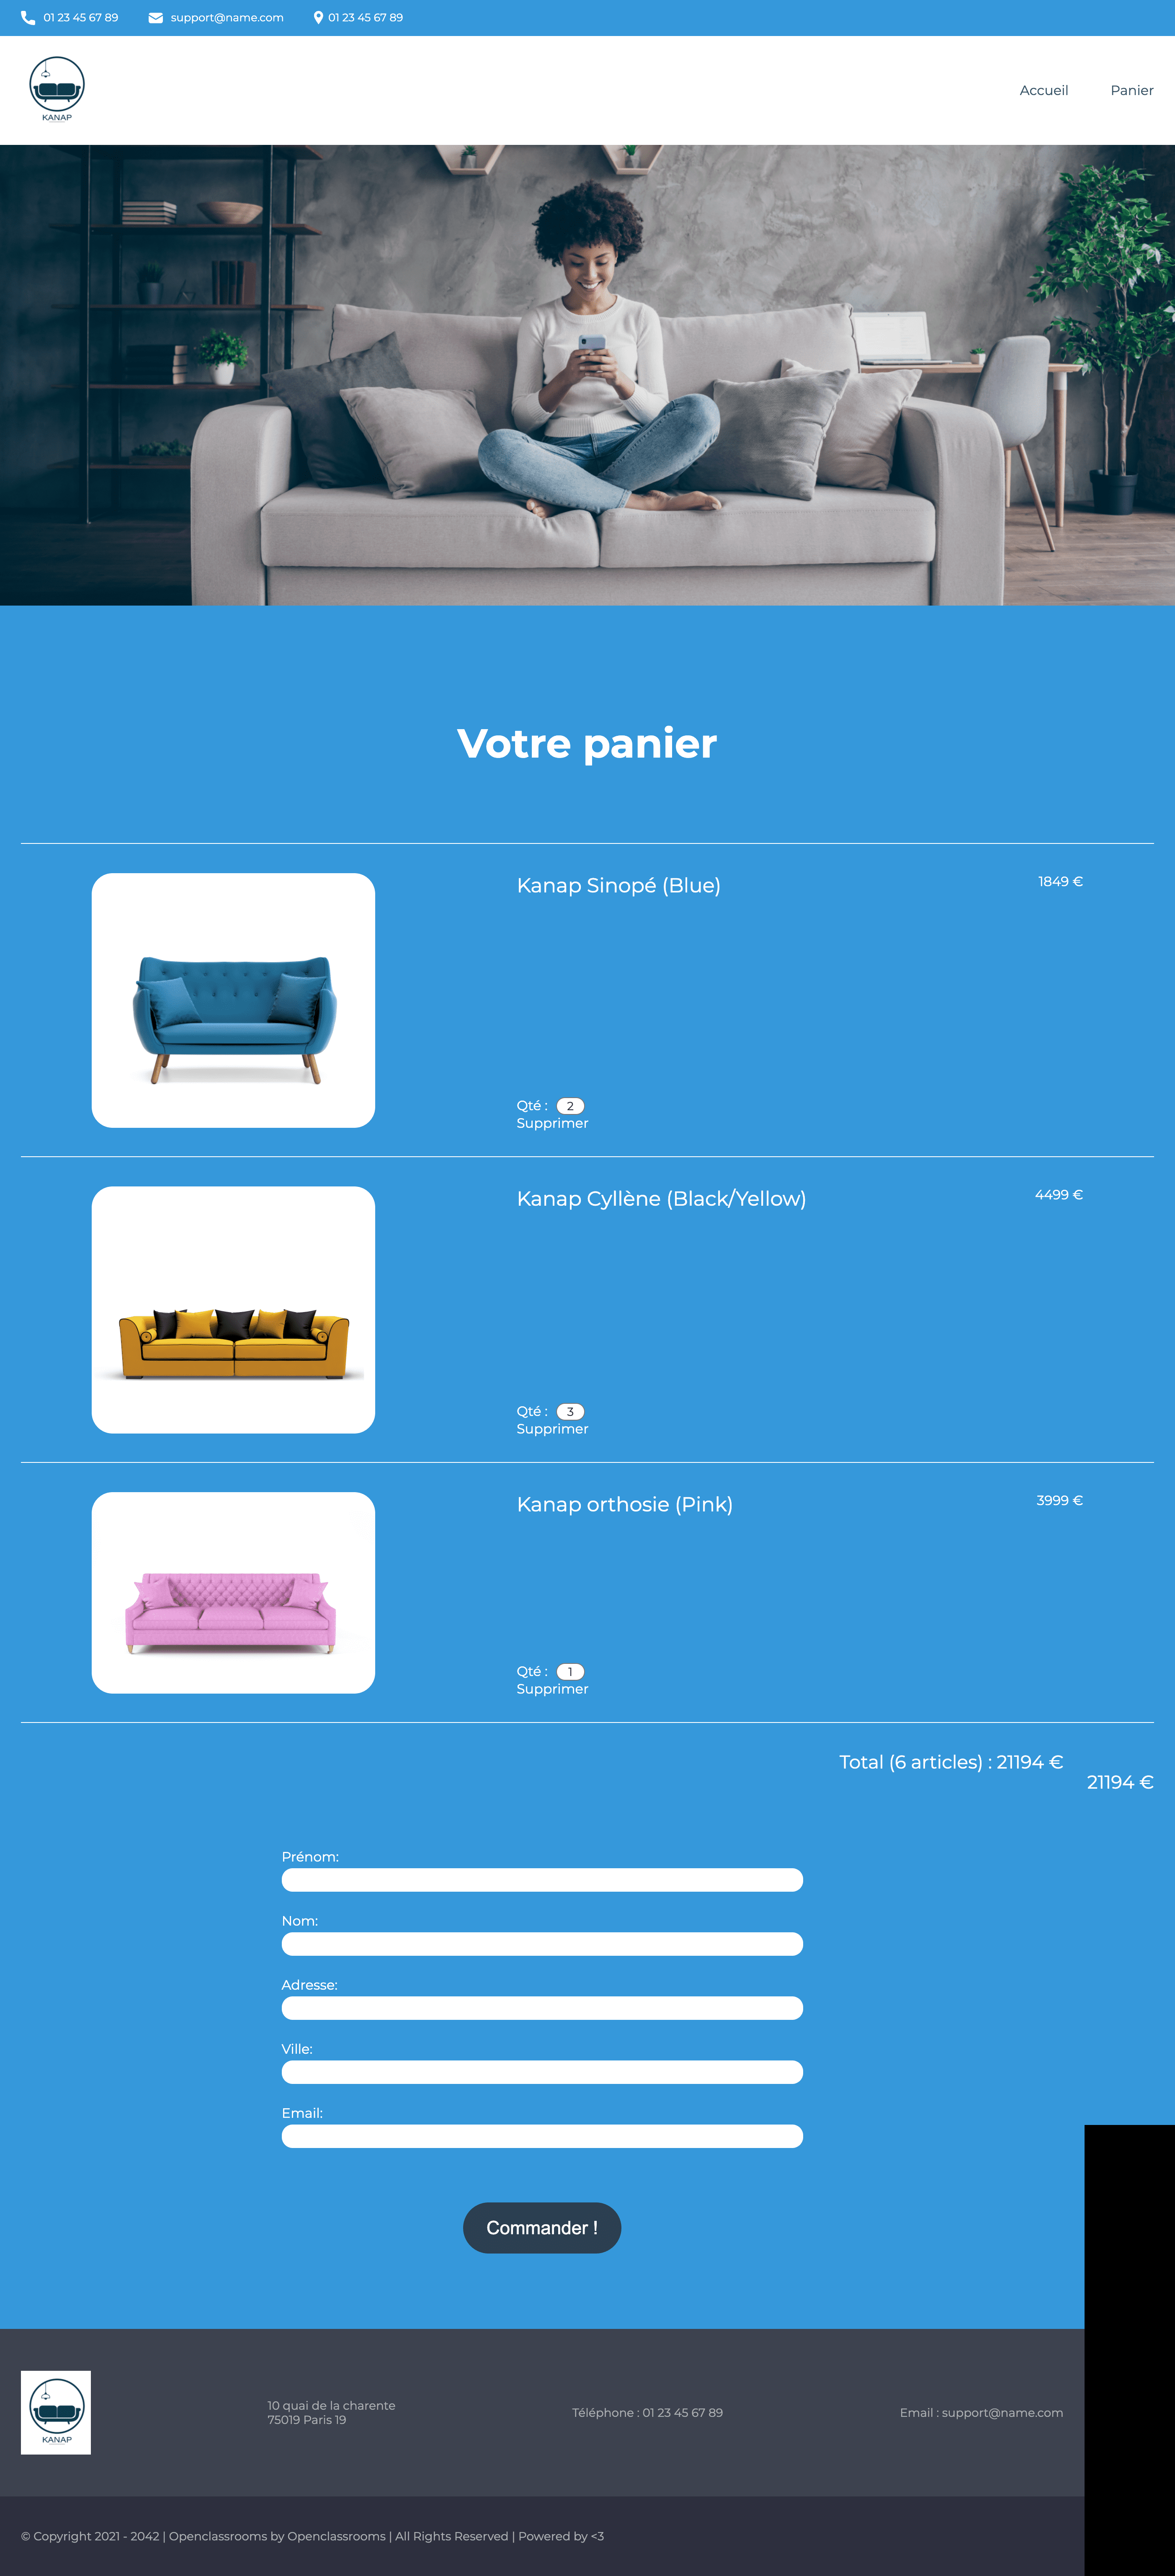 01 23 45 67 89 support@name.com 01 23 45 67 89
KANAP
Accueil Panier
Votre panier
Kanap Sinopé (Blue) 1849 €
Qté : 2
Supprimer
Kanap Cyllène (Black/Yellow) 4499 €
Qté : 3
Supprimer
Kanap orthosie (Pink) 3999 €
Qté : 1
Supprimer
Total (6 articles) : 21194 €
21194 €
Prénom:
Nom:
Adresse:
Ville:
Email:
Commander !
KANAP
10 quai de la charente
75019 Paris 19
Téléphone : 01 23 45 67 89
Email : support@name.com
© Copyright 2021 - 2042 | Openclassrooms by Openclassrooms | All Rights Reserved | Powered by <3